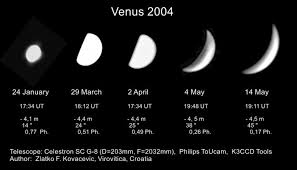 Venus 2004
24 January 29 March 2 April 4 May 14 May
17:34 UT 18:12 UT 17:34 UT 19:48 UT 19:11 UT
- 4,1 m - 4,4 m - 4,4 m - 4, 5 m - 4,4 m
14 " 25 " 21 " 38" 45 "
0,77 Ph. 0,51 Ph. 0,49 Ph. 0,26 Ph. 0,17 Ph.
Telescope: Celestron SC G-8 (D=203mm, F=2032mm), Philips ToUcam, K3CCD Tools
Author: Zlatko F. Kovacevic, Virovitica, Croatia